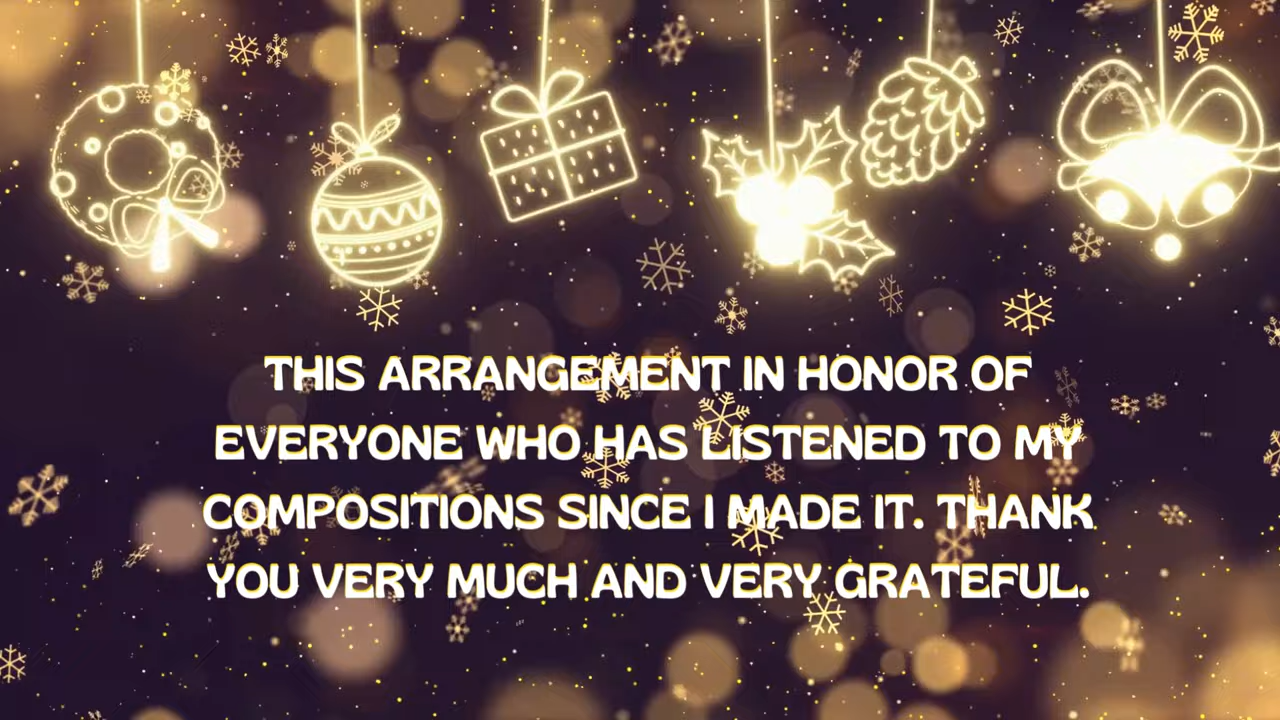 THIS ARRANGEMENT IN HONOR OF
EVERYONE WHO HAS LISTENED TO MY
COMPOSITIONS SINCE I MADE IT. THANK
YOU VERY MUCH AND VERY GRATEFUL.